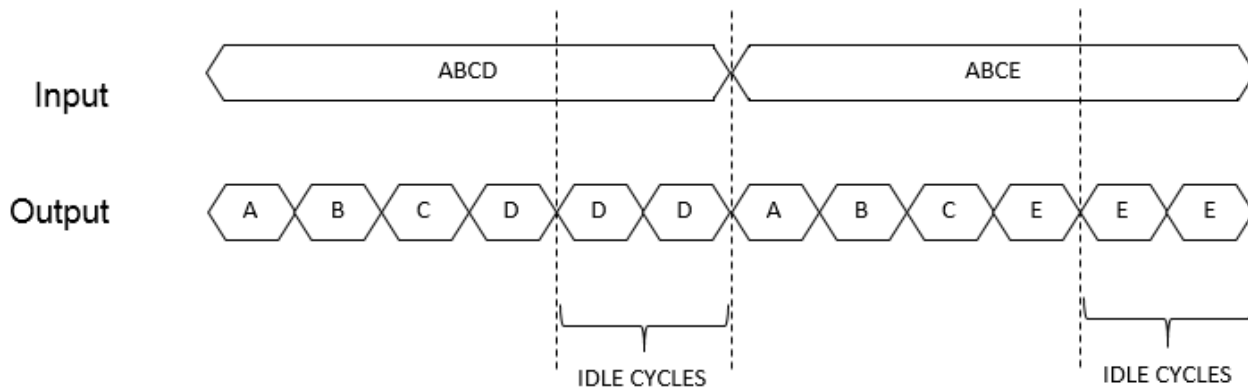 Input
ABCD ABCE
Output
A B C D D D A B C E E E
IDLE CYCLES IDLE CYCLES